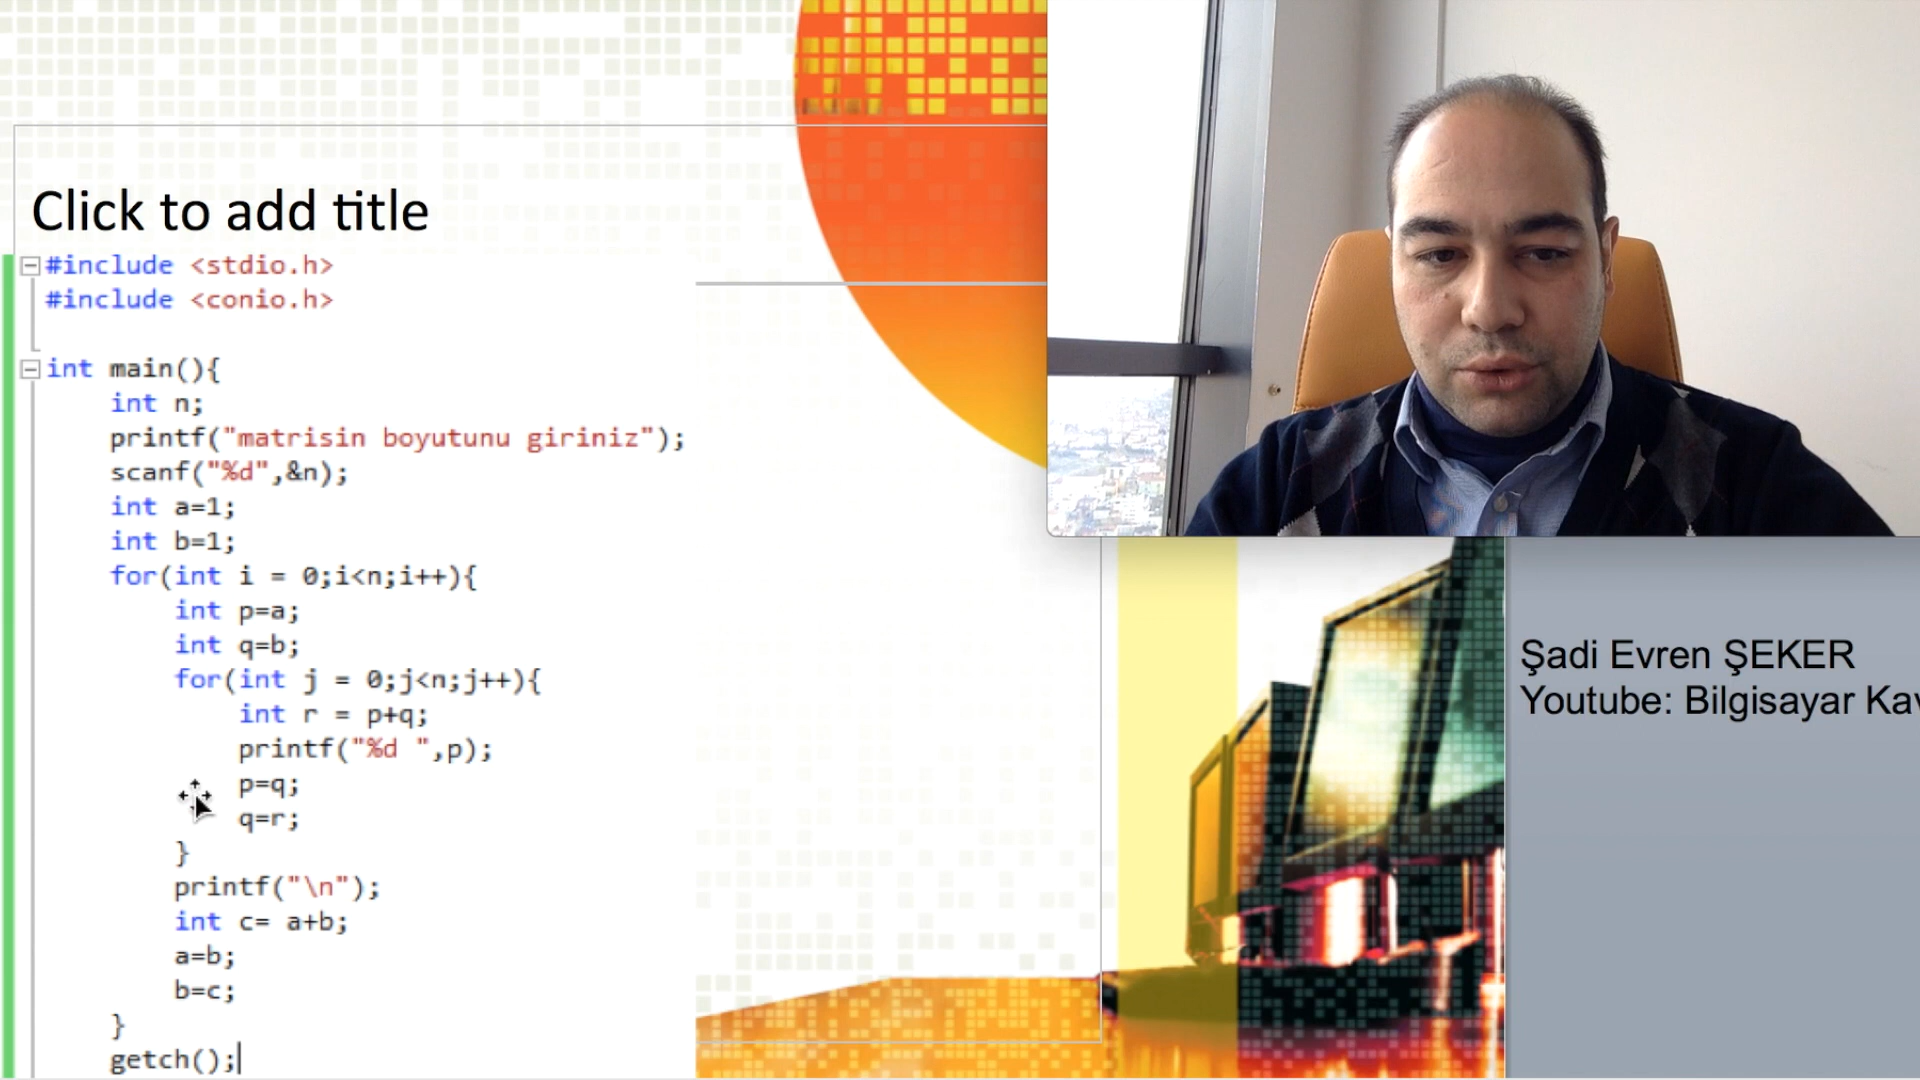 Click to add title
#include <stdio.h>
#include <conio.h>
int main(){
int n;
printf("matrisin boyutunu giriniz");
scanf("%d",&n);
int a=1;
int b=1;
for(int i = 0;i<n;i++){
int p=a;
int q=b;
for(int j = 0;j<n;j++){
int r = p+q;
printf("%d ",p);
p=q;
q=r;
}
printf("\n");
int c= a+b;
a=b;
b=c;
}
getch();
Şadi Evren ŞEKER
Youtube: Bilgisayar